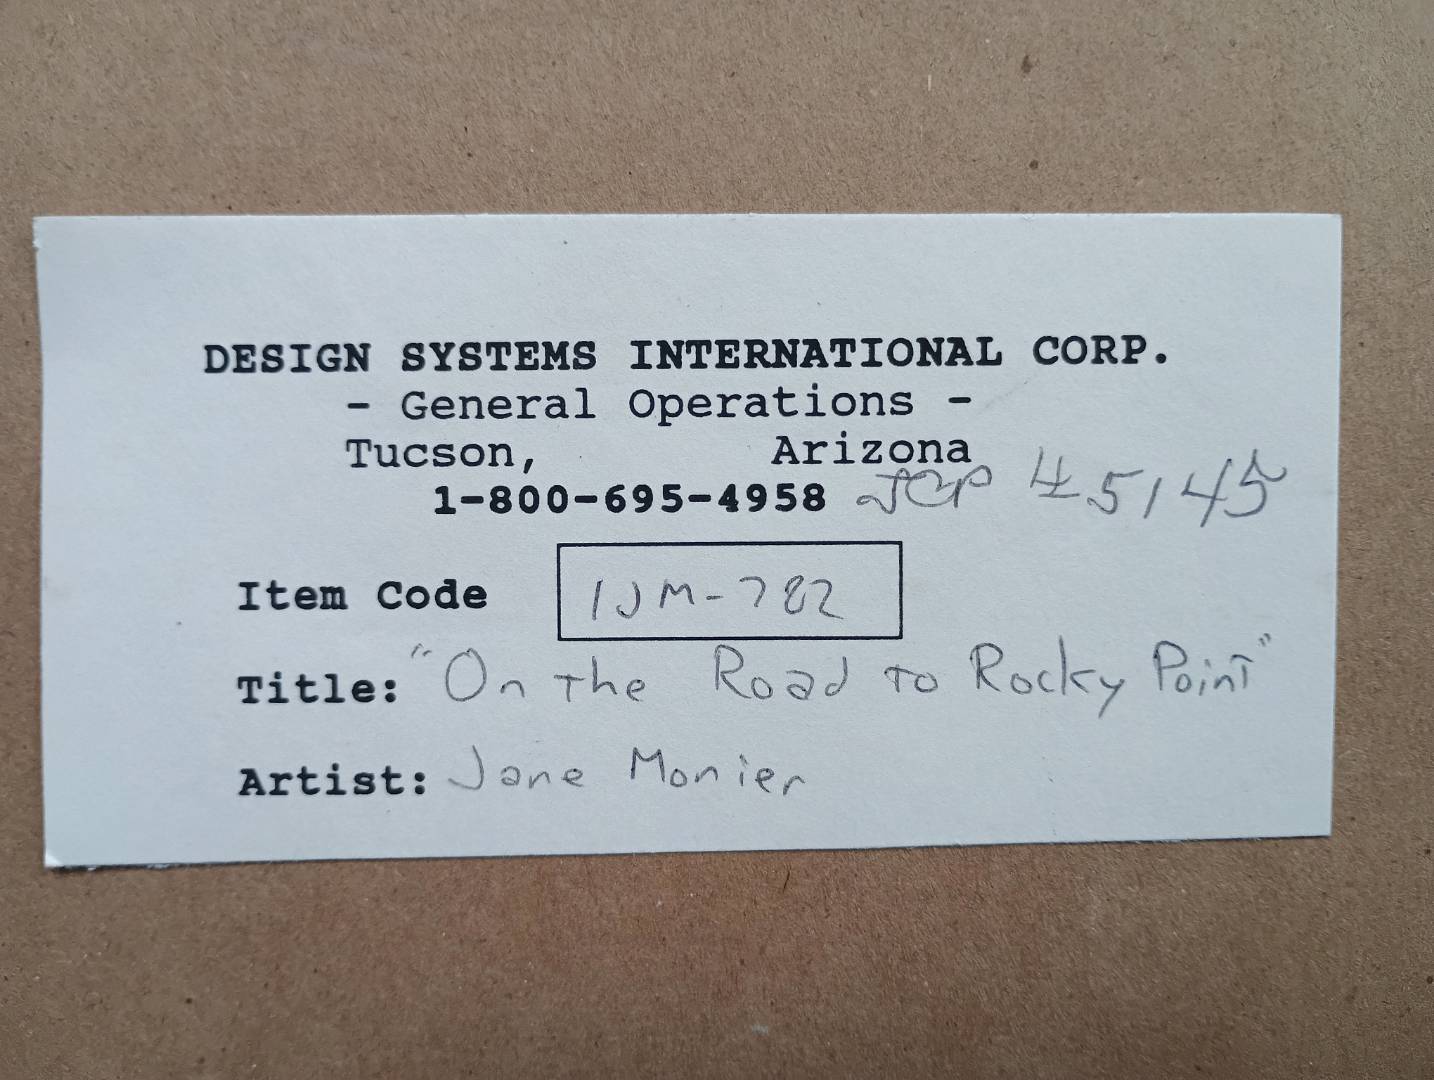 DESIGN SYSTEMS INTERNATIONAL CORP.
- General Operations -
Tucson, Arizona
1-800-695-4958 JCP 45145
Item Code 1JM-782
Title: "On the Road to Rocky Point"
Artist: Jane Monier